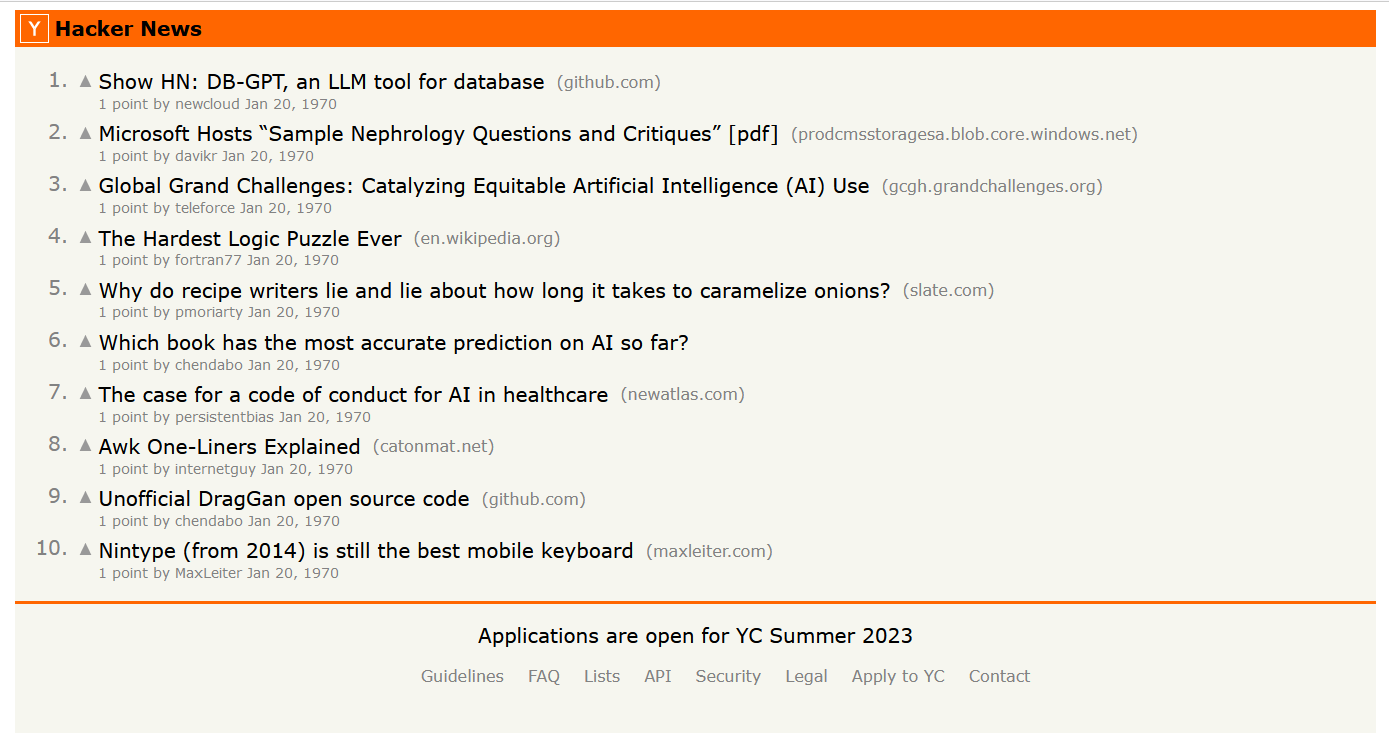 Y Hacker News
1. ▲ Show HN: DB-GPT, an LLM tool for database (github.com)
1 point by newcloud Jan 20, 1970
2. ▲ Microsoft Hosts “Sample Nephrology Questions and Critiques” [pdf] (prodcmsstoragesa.blob.core.windows.net)
1 point by davikr Jan 20, 1970
3. ▲ Global Grand Challenges: Catalyzing Equitable Artificial Intelligence (AI) Use (gcgh.grandchallenges.org)
1 point by teleforce Jan 20, 1970
4. ▲ The Hardest Logic Puzzle Ever (en.wikipedia.org)
1 point by fortran77 Jan 20, 1970
5. ▲ Why do recipe writers lie and lie about how long it takes to caramelize onions? (slate.com)
1 point by pmoriarty Jan 20, 1970
6. ▲ Which book has the most accurate prediction on AI so far?
1 point by chendabo Jan 20, 1970
7. ▲ The case for a code of conduct for AI in healthcare (newatlas.com)
1 point by persistentbias Jan 20, 1970
8. ▲ Awk One-Liners Explained (catonmat.net)
1 point by internetguy Jan 20, 1970
9. ▲ Unofficial DragGan open source code (github.com)
1 point by chendabo Jan 20, 1970
10. ▲ Nintype (from 2014) is still the best mobile keyboard (maxleiter.com)
1 point by MaxLeiter Jan 20, 1970
Applications are open for YC Summer 2023
Guidelines FAQ Lists API Security Legal Apply to YC Contact